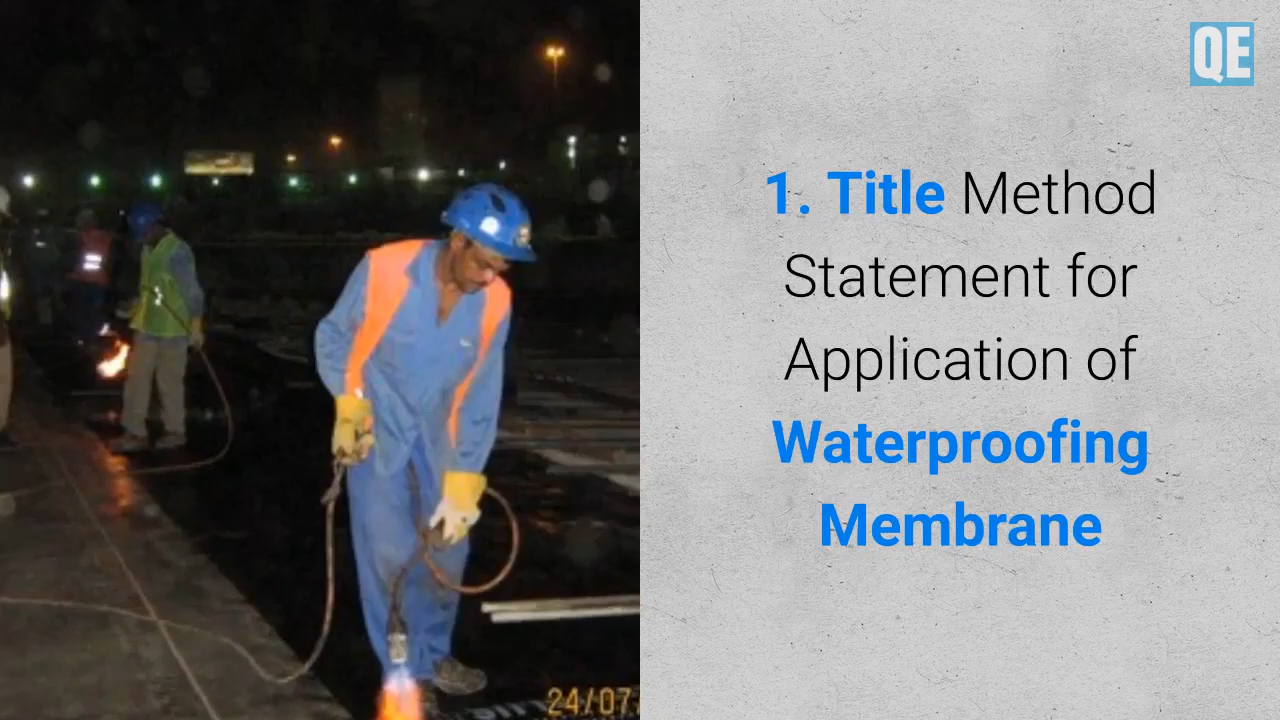 QE
1. Title Method
Statement for
Application of
Waterproofing
Membrane
24/07